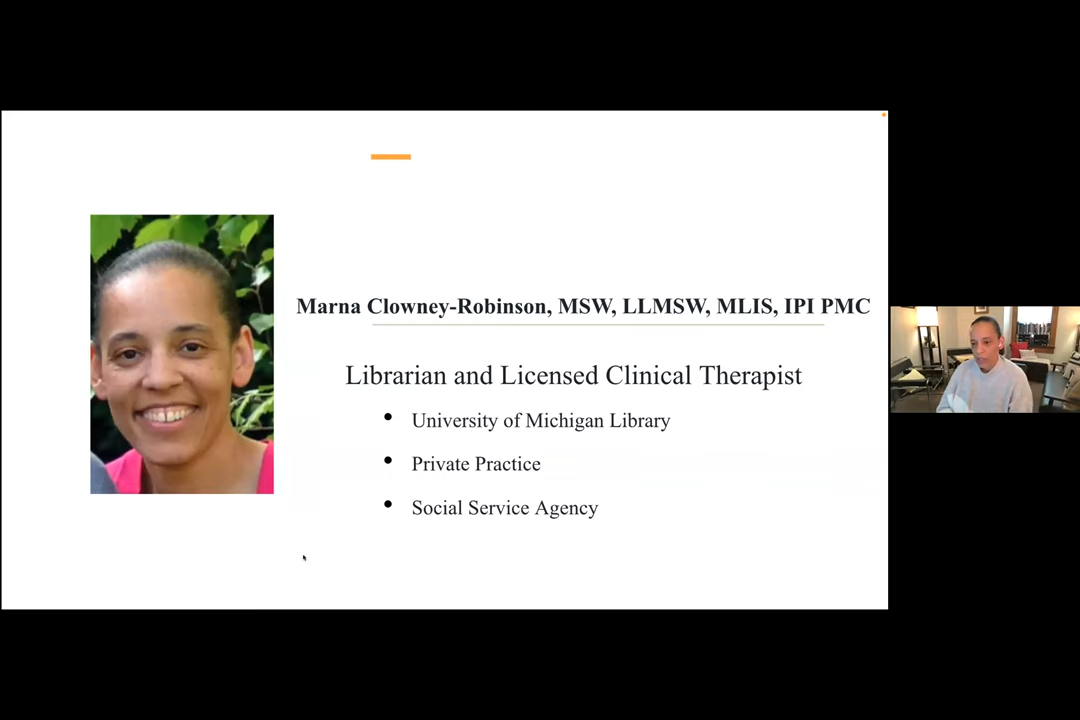 Marna Clowney-Robinson, MSW, LLMSW, MLIS, IPI PMC
Librarian and Licensed Clinical Therapist
• University of Michigan Library
• Private Practice
• Social Service Agency